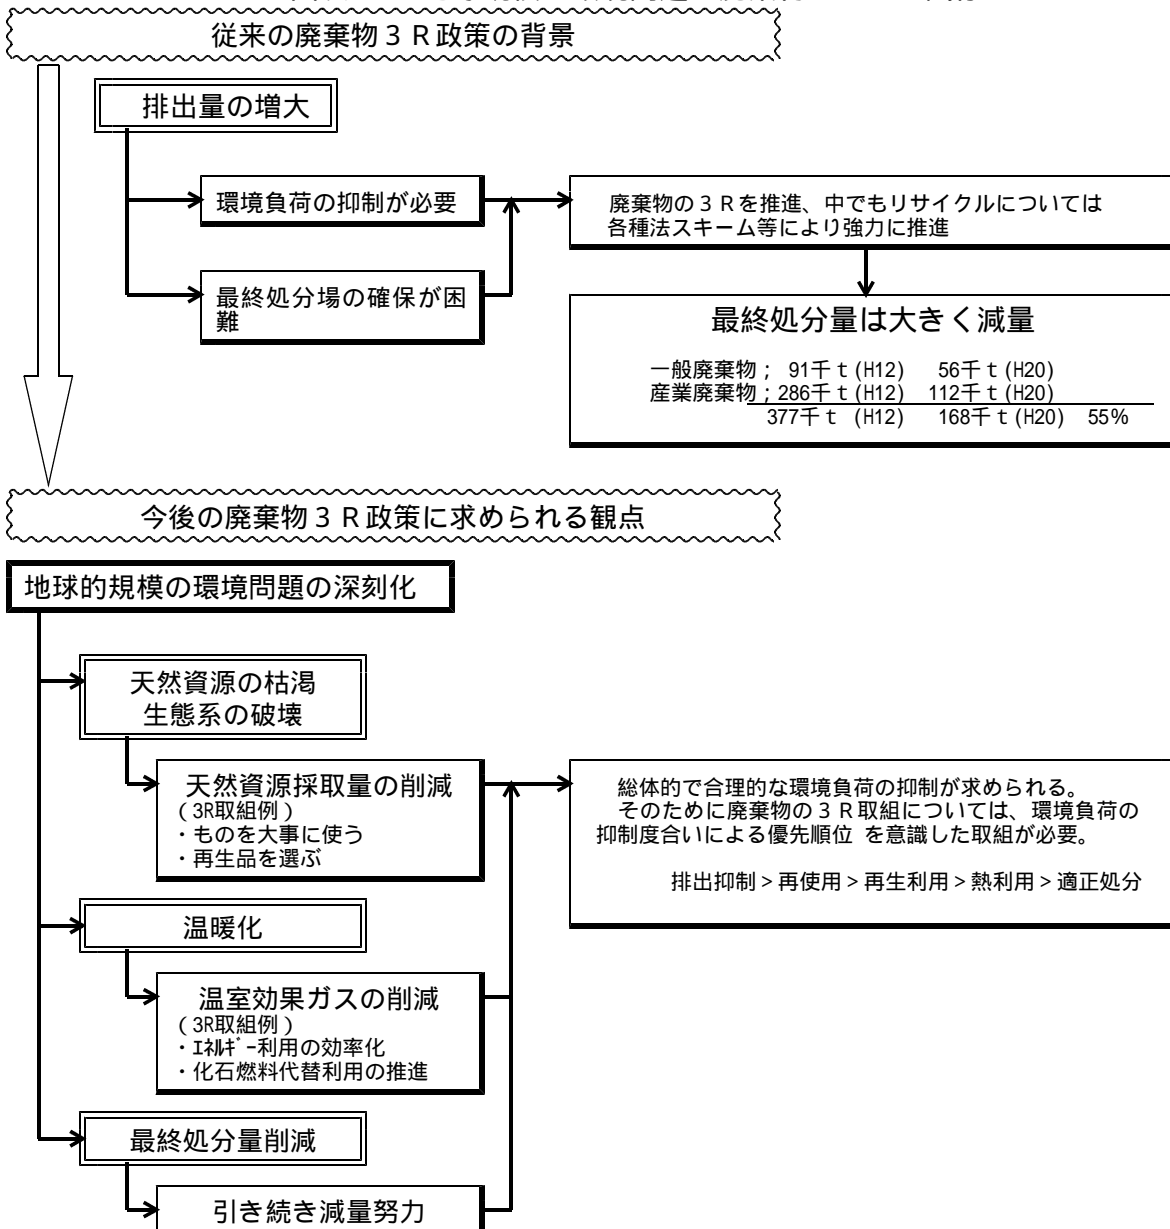 従来の廃棄物３Ｒ政策の背景
排出量の増大
環境負荷の抑制が必要
最終処分場の確保が困
難
廃棄物の３Ｒを推進、中でもリサイクルについては
各種法スキーム等により強力に推進
最終処分量は大きく減量
一般廃棄物； 91千ｔ(H12) 56千ｔ(H20)
産業廃棄物；286千ｔ(H12) 112千ｔ(H20)
377千ｔ (H12) 168千ｔ(H20) 55%
今後の廃棄物３Ｒ政策に求められる観点
地球的規模の環境問題の深刻化
天然資源の枯渇
生態系の破壊
天然資源採取量の削減
（3R取組例）
・ものを大事に使う
・再生品を選ぶ
総体的で合理的な環境負荷の抑制が求められる。
そのために廃棄物の３Ｒ取組については、環境負荷の
抑制度合いによる優先順位 を意識した取組が必要。
排出抑制＞再使用＞再生利用＞熱利用＞適正処分
温暖化
温室効果ガスの削減
（3R取組例）
・ｴﾈﾙｷﾞｰ利用の効率化
・化石燃料代替利用の推進
最終処分量削減
引き続き減量努力